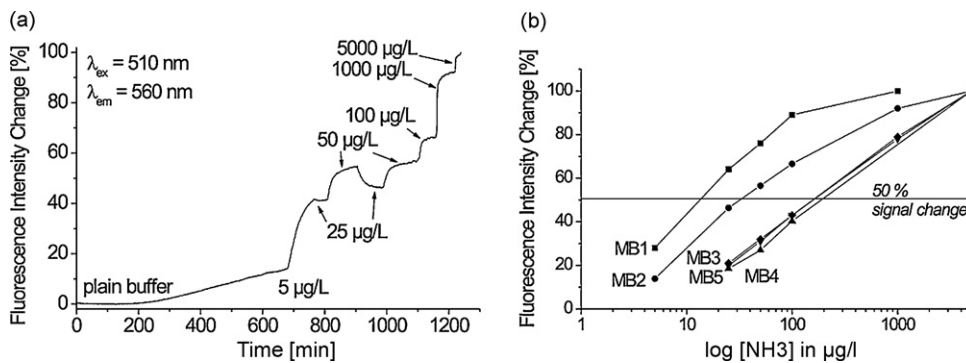 (a)
Fluorescence Intensity Change [%]
100
80
60
40
20
0
λex = 510 nm
λem = 560 nm
5000 µg/L
1000 µg/L
100 µg/L
50 µg/L
25 µg/L
5 µg/L
plain buffer
0 200 400 600 800 1000 1200
Time [min]
(b)
Fluorescence Intensity Change [%]
100
80
60
40
20
0
50 %
signal change
MB1
MB2
MB3
MB5 MB4
1 10 100 1000
log [NH3] in µg/l